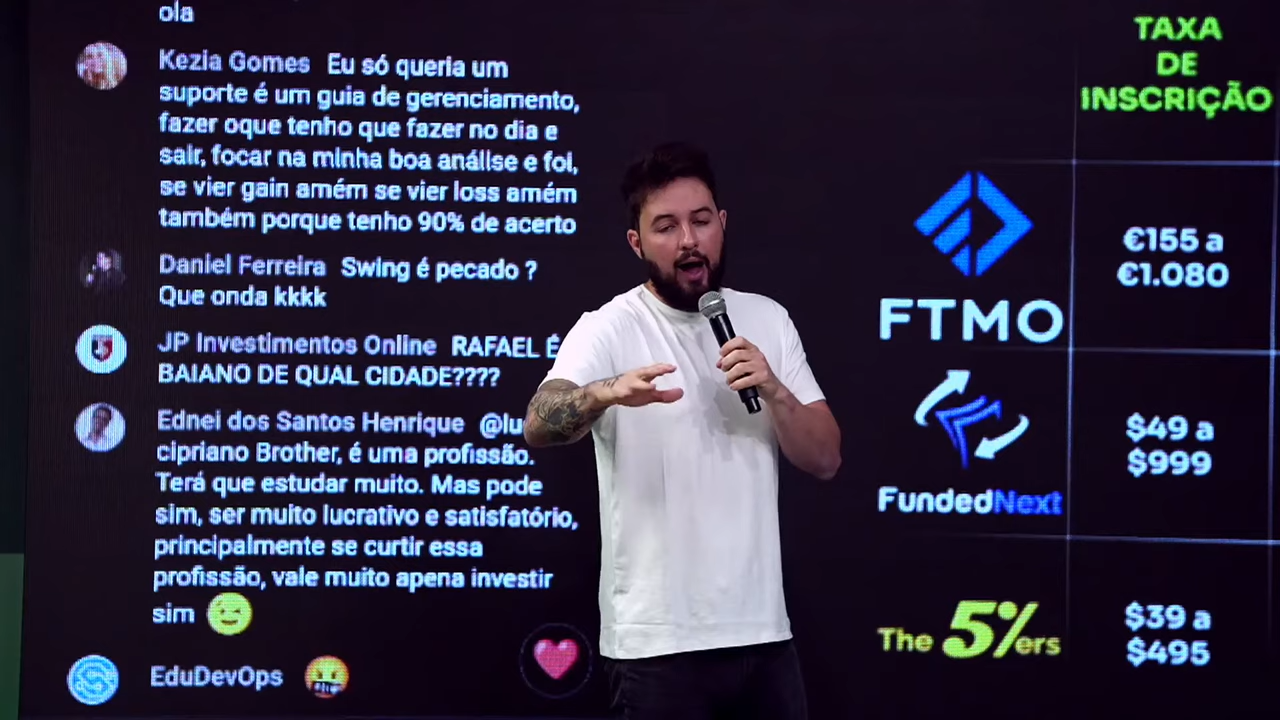 ola
Kezia Gomes Eu só queria um
suporte é um guia de gerenciamento,
fazer oque tenho que fazer no dia e
sair, focar na minha boa análise e foi,
se vier gain amém se vier loss amém
também porque tenho 90% de acerto
Daniel Ferreira Swing é pecado ?
Que onda kkkk
JP Investimentos Online RAFAEL É
BAIANO DE QUAL CIDADE????
Ednei dos Santos Henrique
cipriano Brother, é uma profissão.
Terá que estudar muito. Mas pode
sim, ser muito lucrativo e satisfatório,
principalmente se curtir essa
profissão, vale muito apena investir
sim
EduDevOps
TAXA
DE
INSCRIÇÃO
FTMO
€155 a
€1.080
FundedNext
$49 a
$999
The 5%ers
$39 a
$495